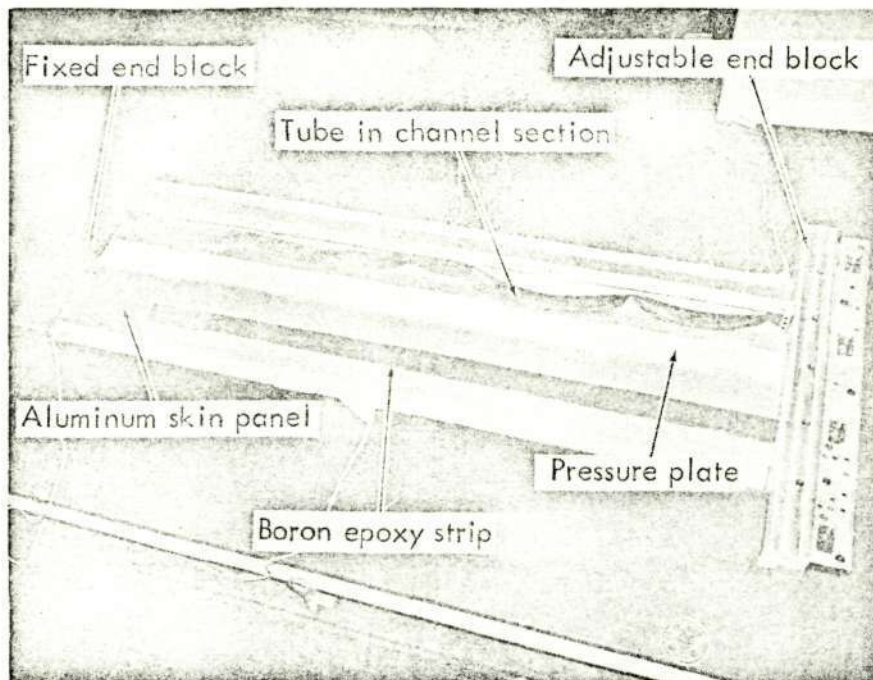 Adjustable end block
Fixed end block
Tube in channel section
Aluminum skin panel
Pressure plate
Boron epoxy strip